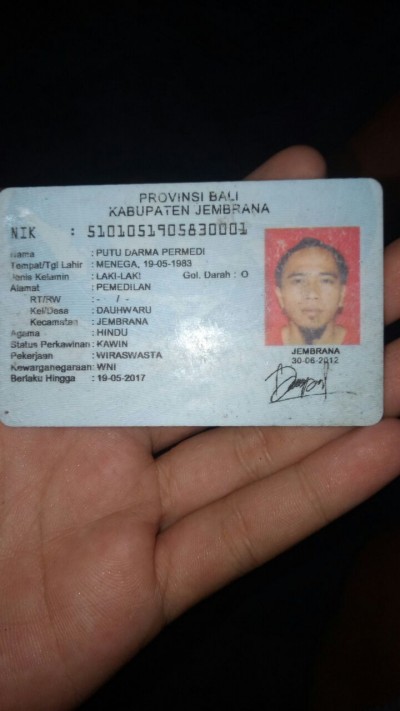 PROVINSI BALI
KABUPATEN JEMBRANA
NIK : 5101051905830001
Nama : PUTU DARMA PERMEDI
Tempat/Tgl Lahir : MENEGA, 19-05-1983
Jenis Kelamin : LAKI-LAKI Gol. Darah : O
Alamat : PEMEDILAN
RT/RW : - / -
Kel/Desa : DAUHWARU
Kecamatan : JEMBRANA
Agama : HINDU
Status Perkawinan : KAWIN
Pekerjaan : WIRASWASTA
Kewarganegaraan : WNI
Berlaku Hingga : 19-05-2017
JEMBRANA
30-06-2012